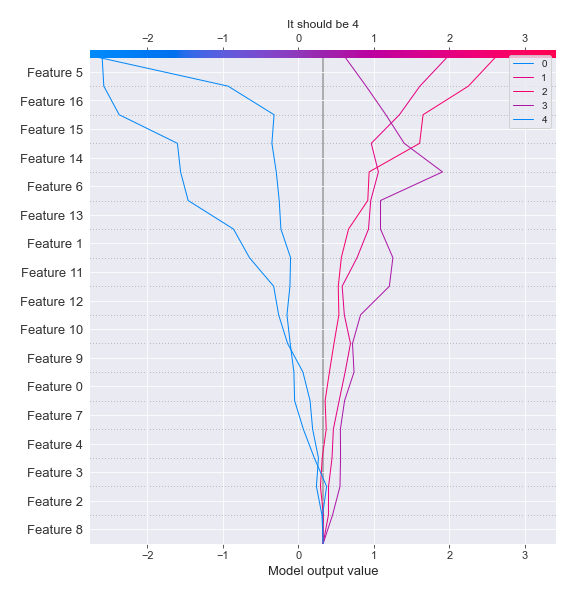 It should be 4
−2 −1 0 1 2 3
0
1
2
3
4
Feature 5
Feature 16
Feature 15
Feature 14
Feature 6
Feature 13
Feature 1
Feature 11
Feature 12
Feature 10
Feature 9
Feature 0
Feature 7
Feature 4
Feature 3
Feature 2
Feature 8
−2 −1 0 1 2 3
Model output value